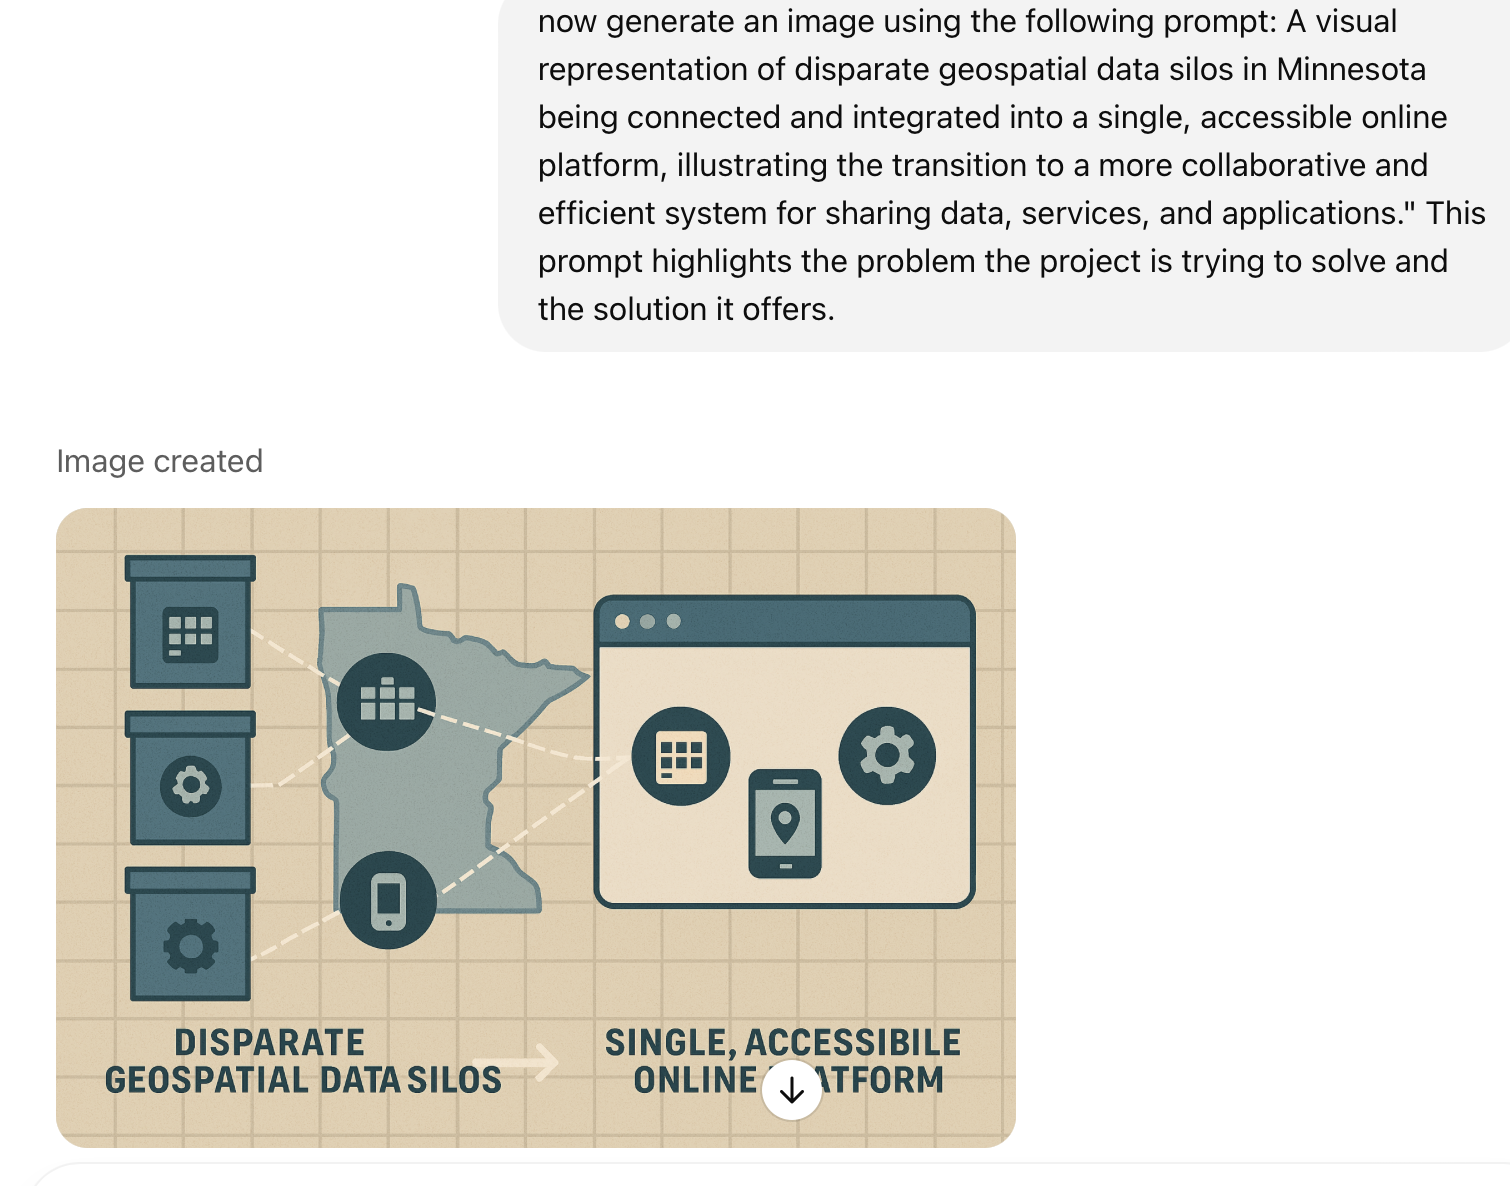 now generate an image using the following prompt: A visual
representation of disparate geospatial data silos in Minnesota
being connected and integrated into a single, accessible online
platform, illustrating the transition to a more collaborative and
efficient system for sharing data, services, and applications." This
prompt highlights the problem the project is trying to solve and
the solution it offers.
Image created
DISPARATE
GEOSPATIAL DATA SILOS
SINGLE, ACCESSIBILE
ONLINE